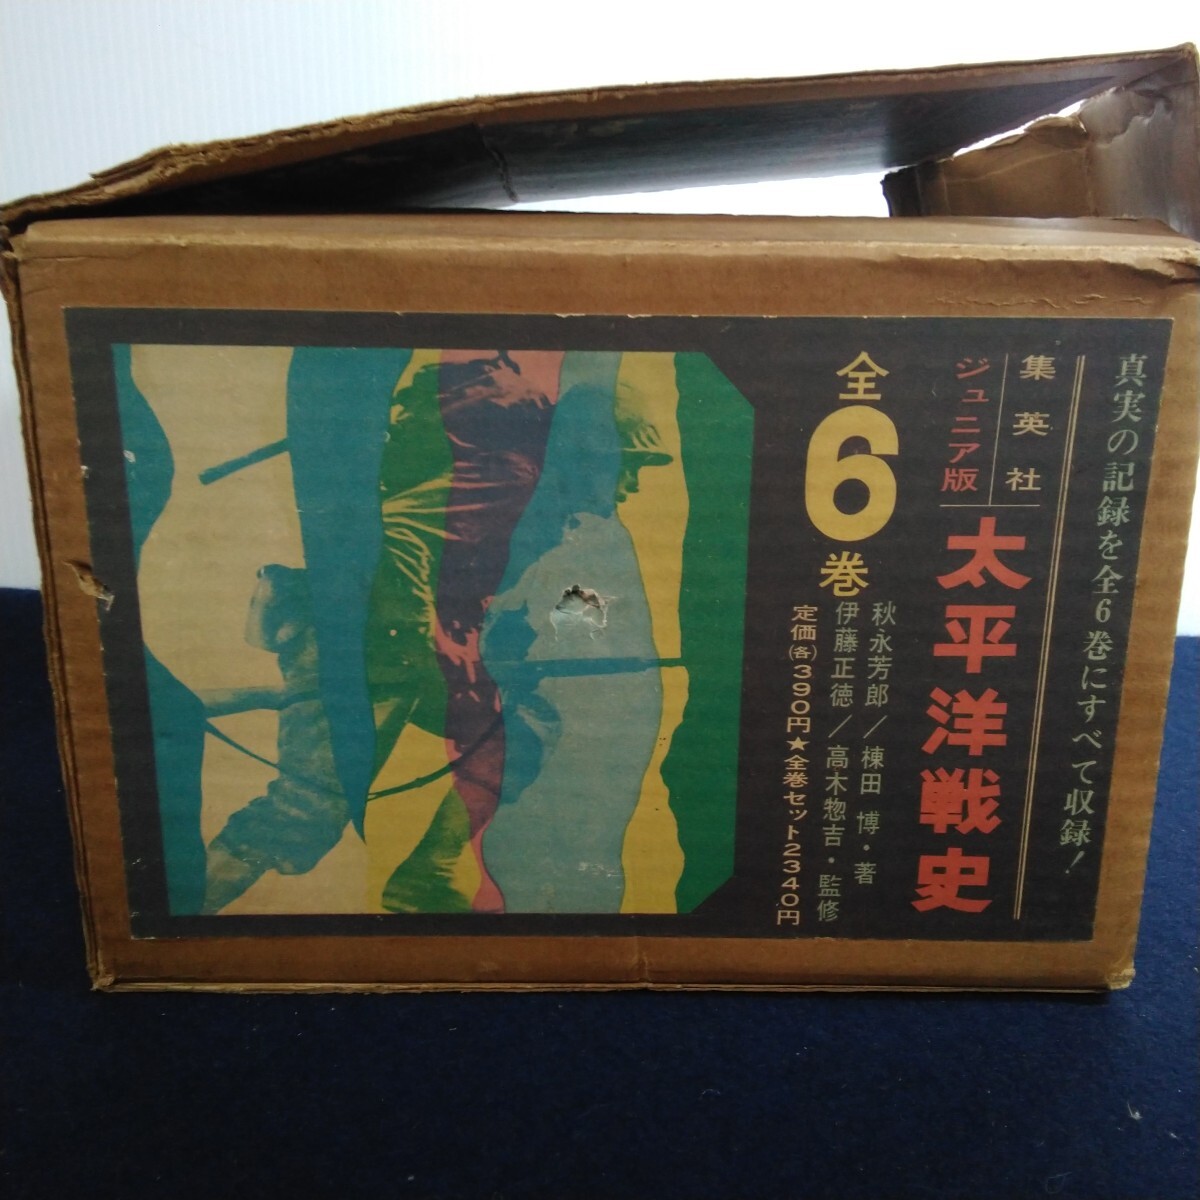 真実の記録を全6巻にすべて収録!
集英社
ジュニア版
太平洋戦史
全6巻
秋永芳郎/棟田 博・著
伊藤正徳/高木惣吉・監修
定価(各)390円★全巻セット2340円